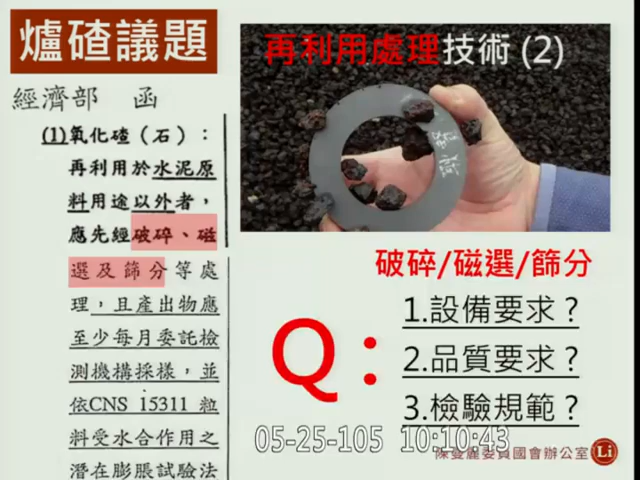 爐碴議題
經濟部 函
(1)氧化碴（石）：
再利用於水泥原
料用途以外者，
應先經破碎、磁
選及篩分等處
理，且產出物應
至少每月委託檢
測機構採樣，並
依CNS 15311 粒
料受水合作用之
潛在膨脹試驗法
再利用處理技術 (2)
破碎/磁選/篩分
Q：
1.設備要求？
2.品質要求？
3.檢驗規範？
05-25-105 10:10:43
陳曼麗委員國會辦公室 Li